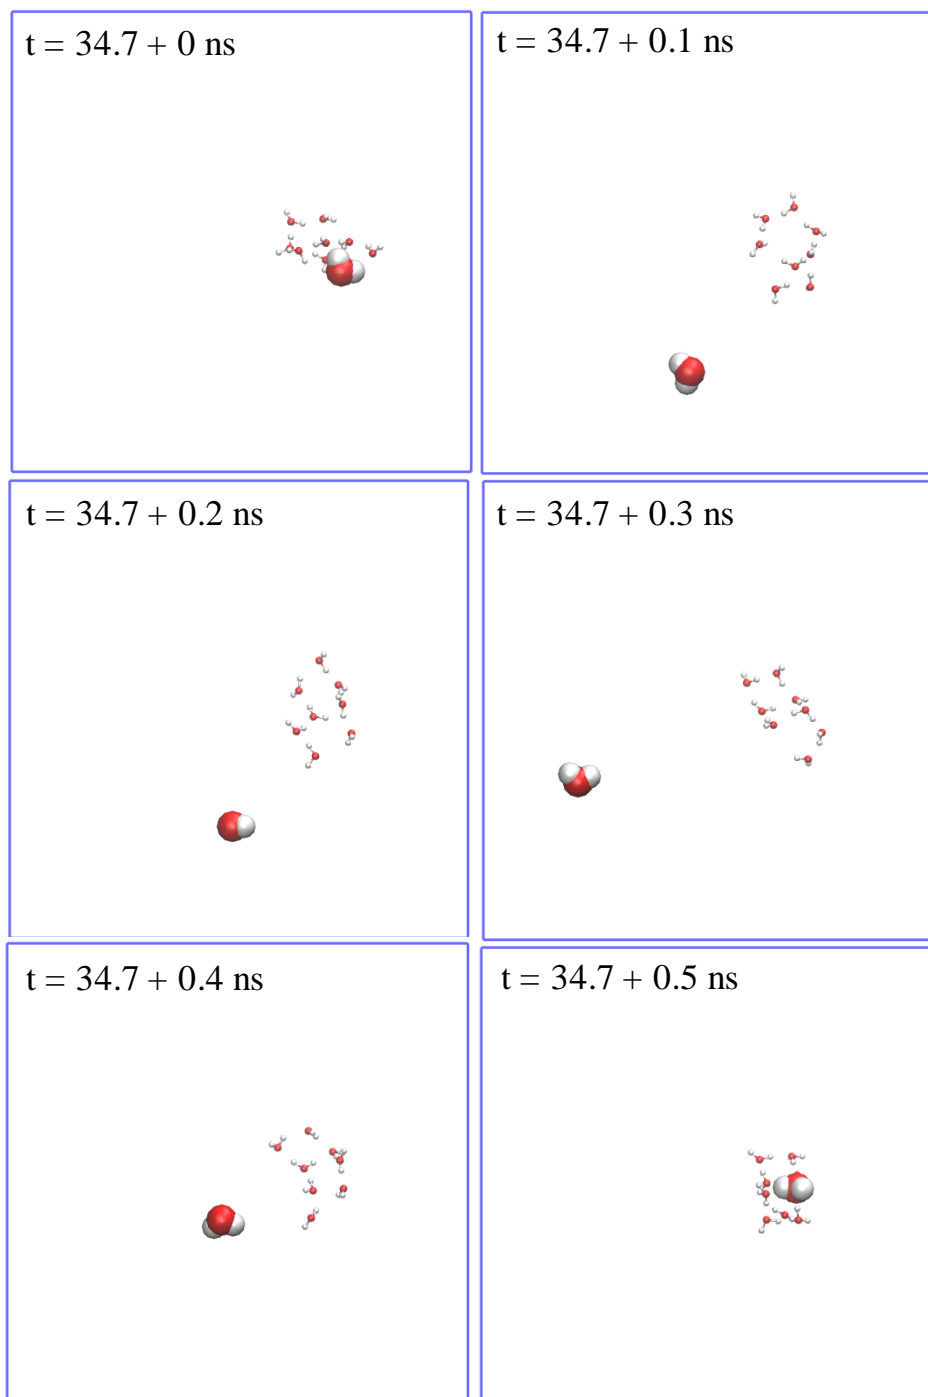 t = 34.7 + 0 ns
t = 34.7 + 0.1 ns
t = 34.7 + 0.2 ns
t = 34.7 + 0.3 ns
t = 34.7 + 0.4 ns
t = 34.7 + 0.5 ns